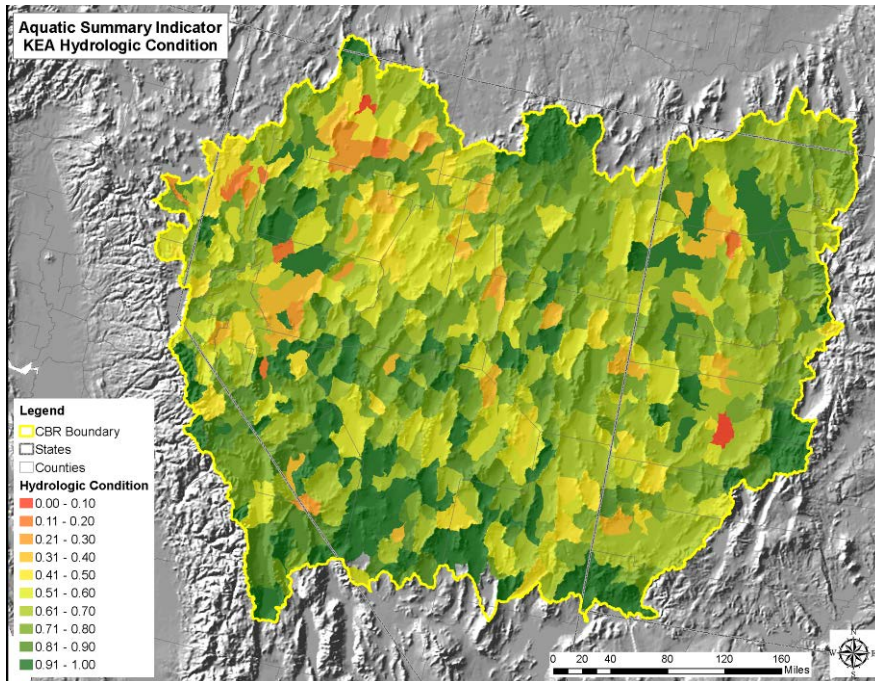 Aquatic Summary Indicator
KEA Hydrologic Condition
Legend
CBR Boundary
States
Counties
Hydrologic Condition
0.00 - 0.10
0.11 - 0.20
0.21 - 0.30
0.31 - 0.40
0.41 - 0.50
0.51 - 0.60
0.61 - 0.70
0.71 - 0.80
0.81 - 0.90
0.91 - 1.00
0 20 40 80 120 160
Miles
N
W E
S